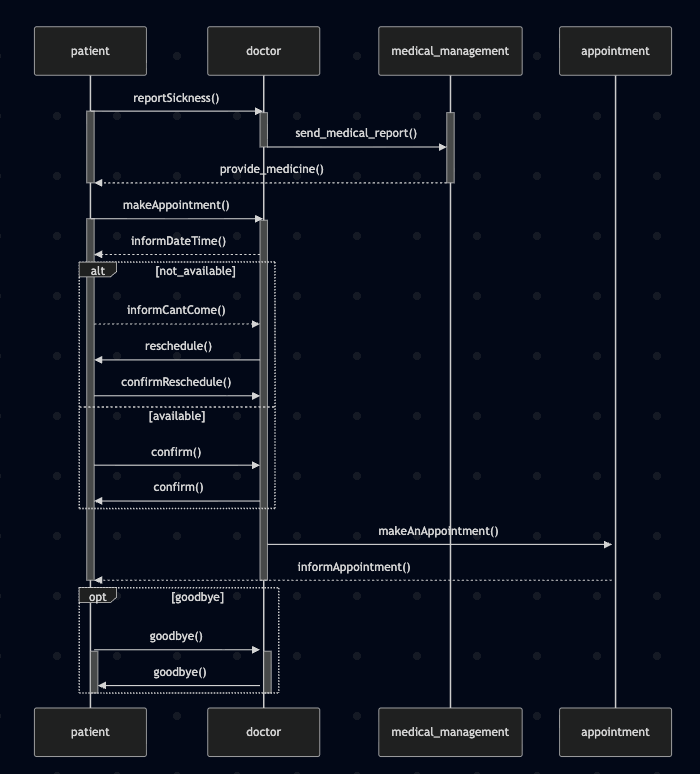 patient
doctor
medical_management
appointment
reportSickness()
send_medical_report()
provide_medicine()
makeAppointment()
informDateTime()
alt
[not_available]
informCantCome()
reschedule()
confirmReschedule()
[available]
confirm()
confirm()
makeAnAppointment()
informAppointment()
opt
[goodbye]
goodbye()
goodbye()
patient
doctor
medical_management
appointment